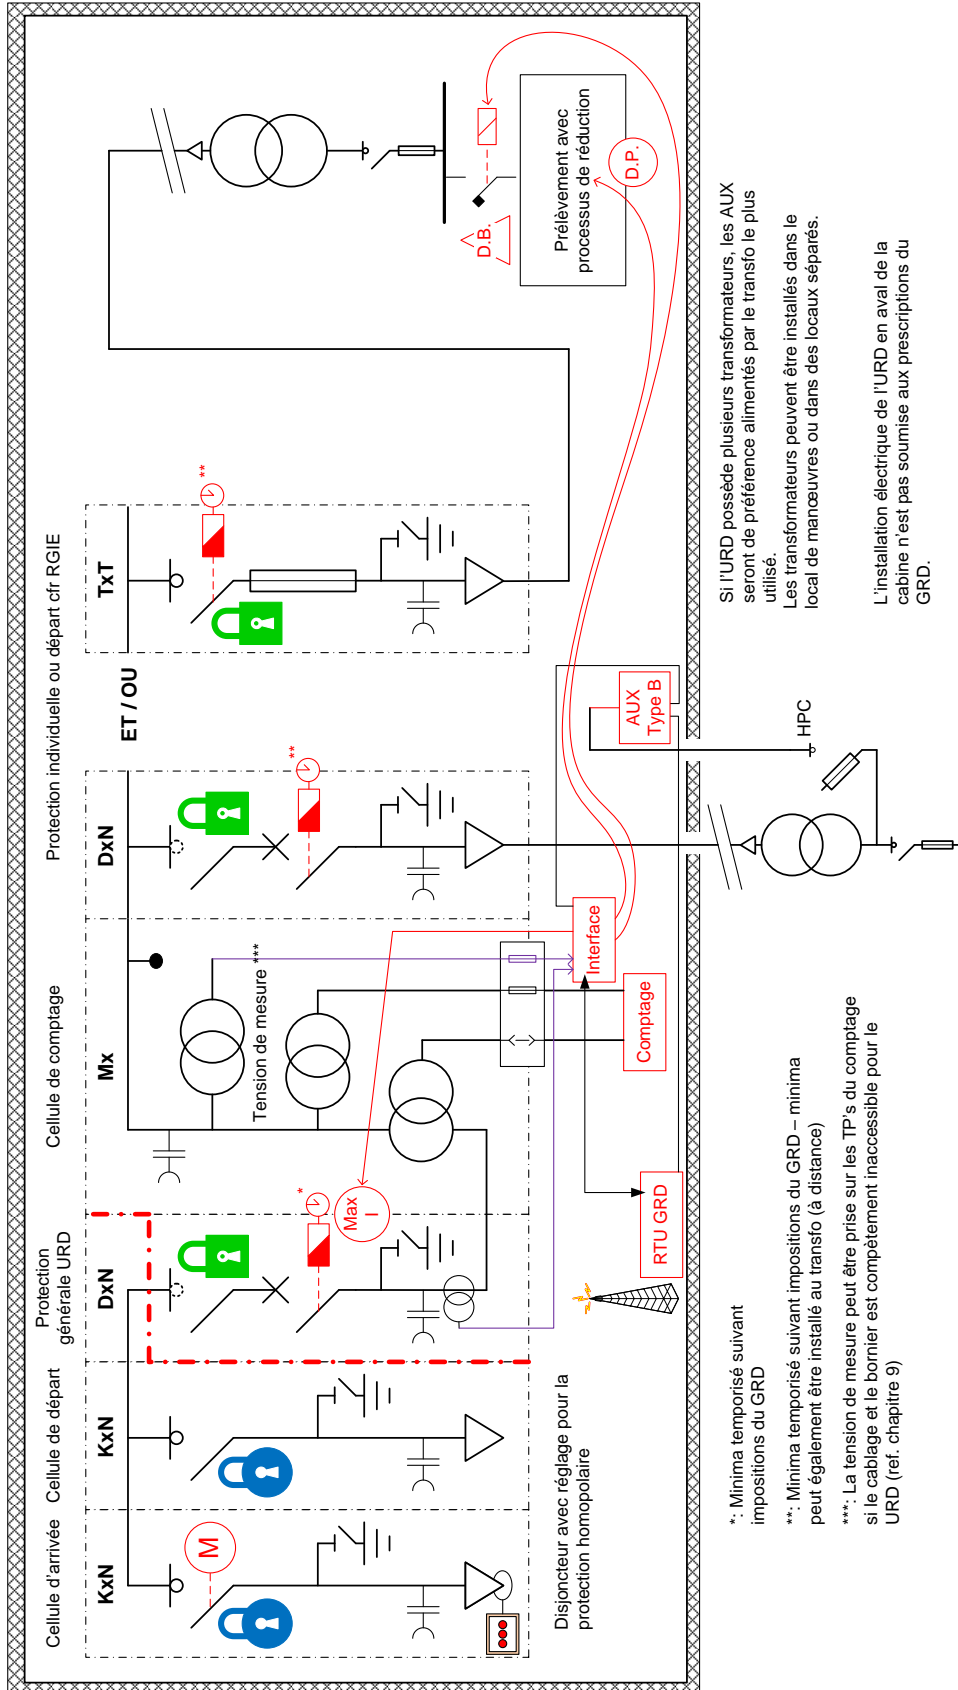 Cellule d'arrivée
Cellule de départ
Protection
générale URD
Cellule de comptage
Protection individuelle ou départ cfr RGIE
KxN
KxN
DxN
Mx
DxN
ET / OU
TxT
M
*
Max
I
Tension de mesure ***
**
**
D.B.
Prélèvement avec
processus de réduction
D.P.
Disjoncteur avec réglage pour la
protection homopolaire
RTU GRD
Comptage
Interface
AUX
Type B
HPC
*: Minima temporisé suivant
impositions du GRD
**: Minima temporisé suivant impositions du GRD – minima
peut également être installé au transfo (à distance)
***: La tension de mesure peut être prise sur les TP's du comptage
si le cablage et le bornier est compètement inaccessible pour le
URD (ref. chapitre 9)
Si l'URD possède plusieurs transformateurs, les AUX
seront de préférence alimentés par le transfo le plus
utilisé.
Les transformateurs peuvent être installés dans le
local de manœuvres ou dans des locaux séparés.
L'installation électrique de l'URD en aval de la
cabine n'est pas soumise aux prescriptions du
GRD.